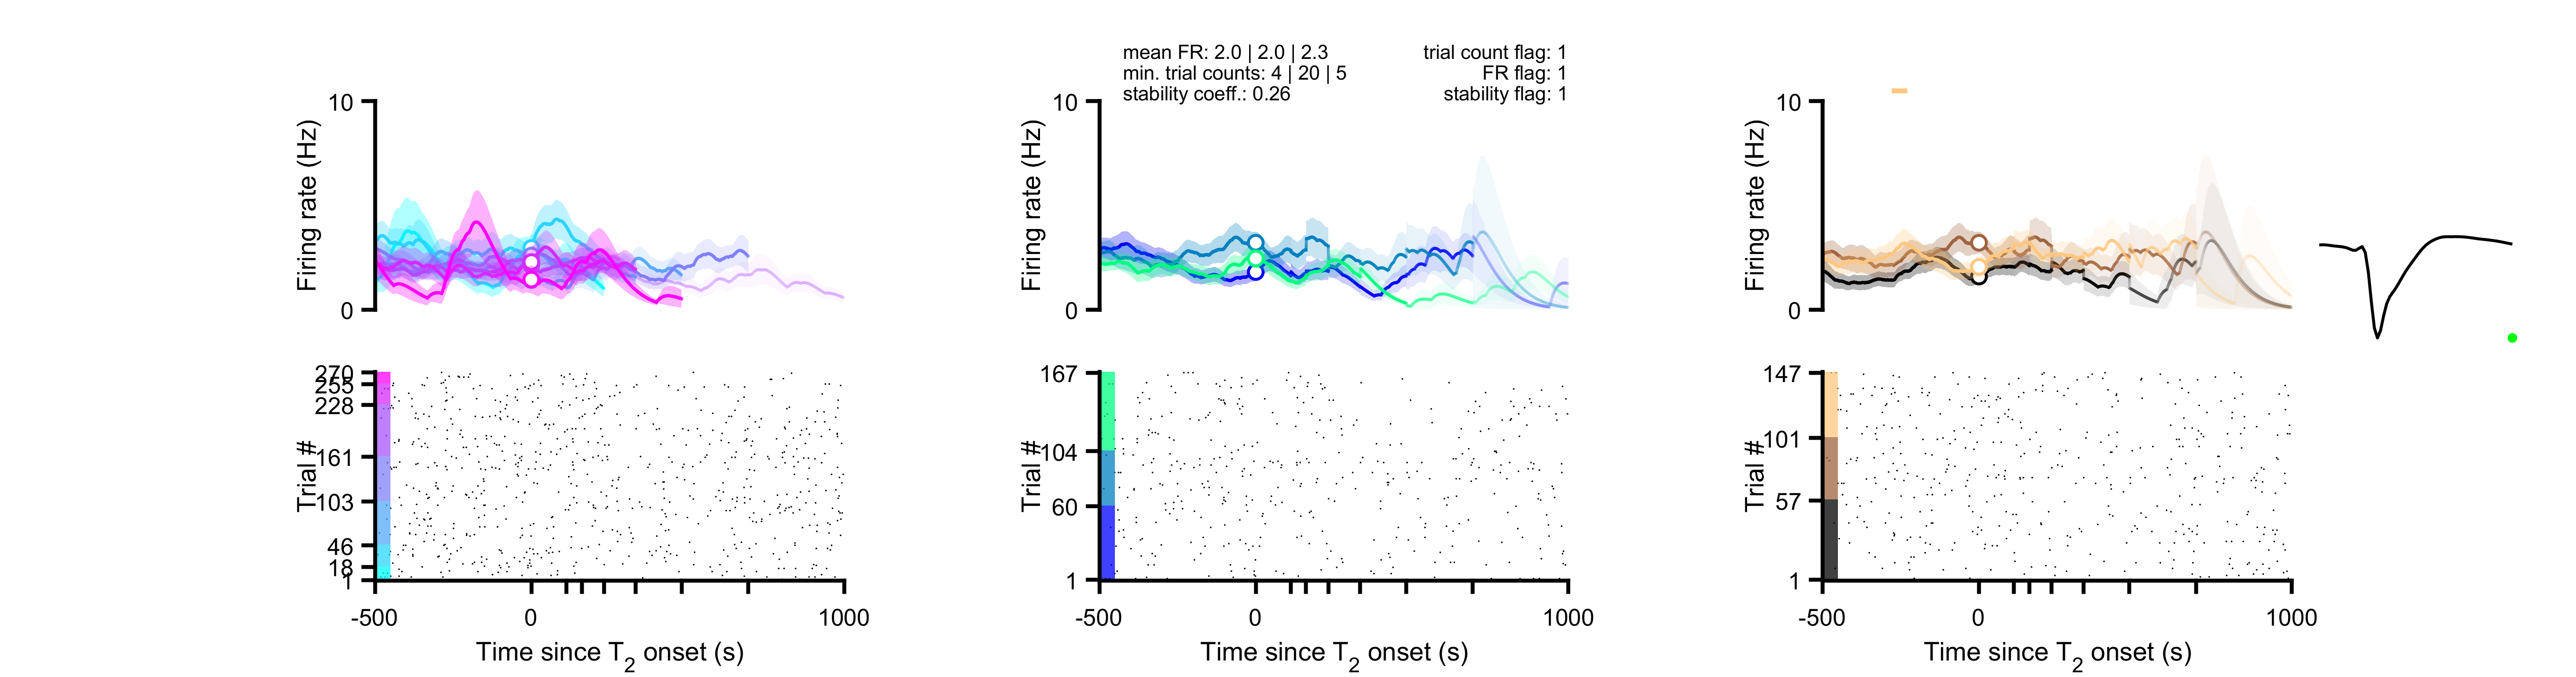 mean FR: 2.0 | 2.0 | 2.3
min. trial counts: 4 | 20 | 5
stability coeff.: 0.26
trial count flag: 1
FR flag: 1
stability flag: 1
10
Firing rate (Hz)
0
10
Firing rate (Hz)
0
10
Firing rate (Hz)
0
270
255
228
161
103
46
18
8
1
Trial #
-500
0
1000
Time since T2 onset (s)
167
104
60
1
Trial #
-500
0
1000
Time since T2 onset (s)
147
101
57
1
Trial #
-500
0
1000
Time since T2 onset (s)